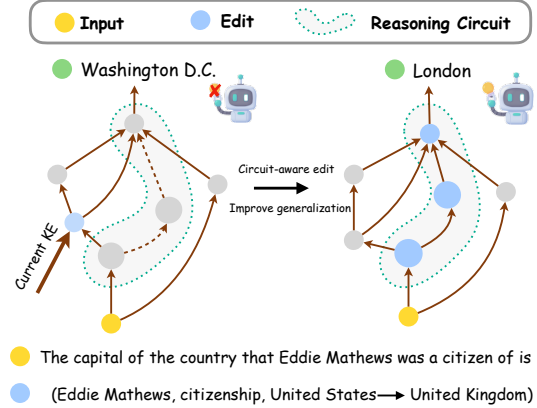 Input Edit Reasoning Circuit
Washington D.C. London
Circuit-aware edit
Improve generalization
Current KE
The capital of the country that Eddie Mathews was a citizen of is
(Eddie Mathews, citizenship, United States → United Kingdom)